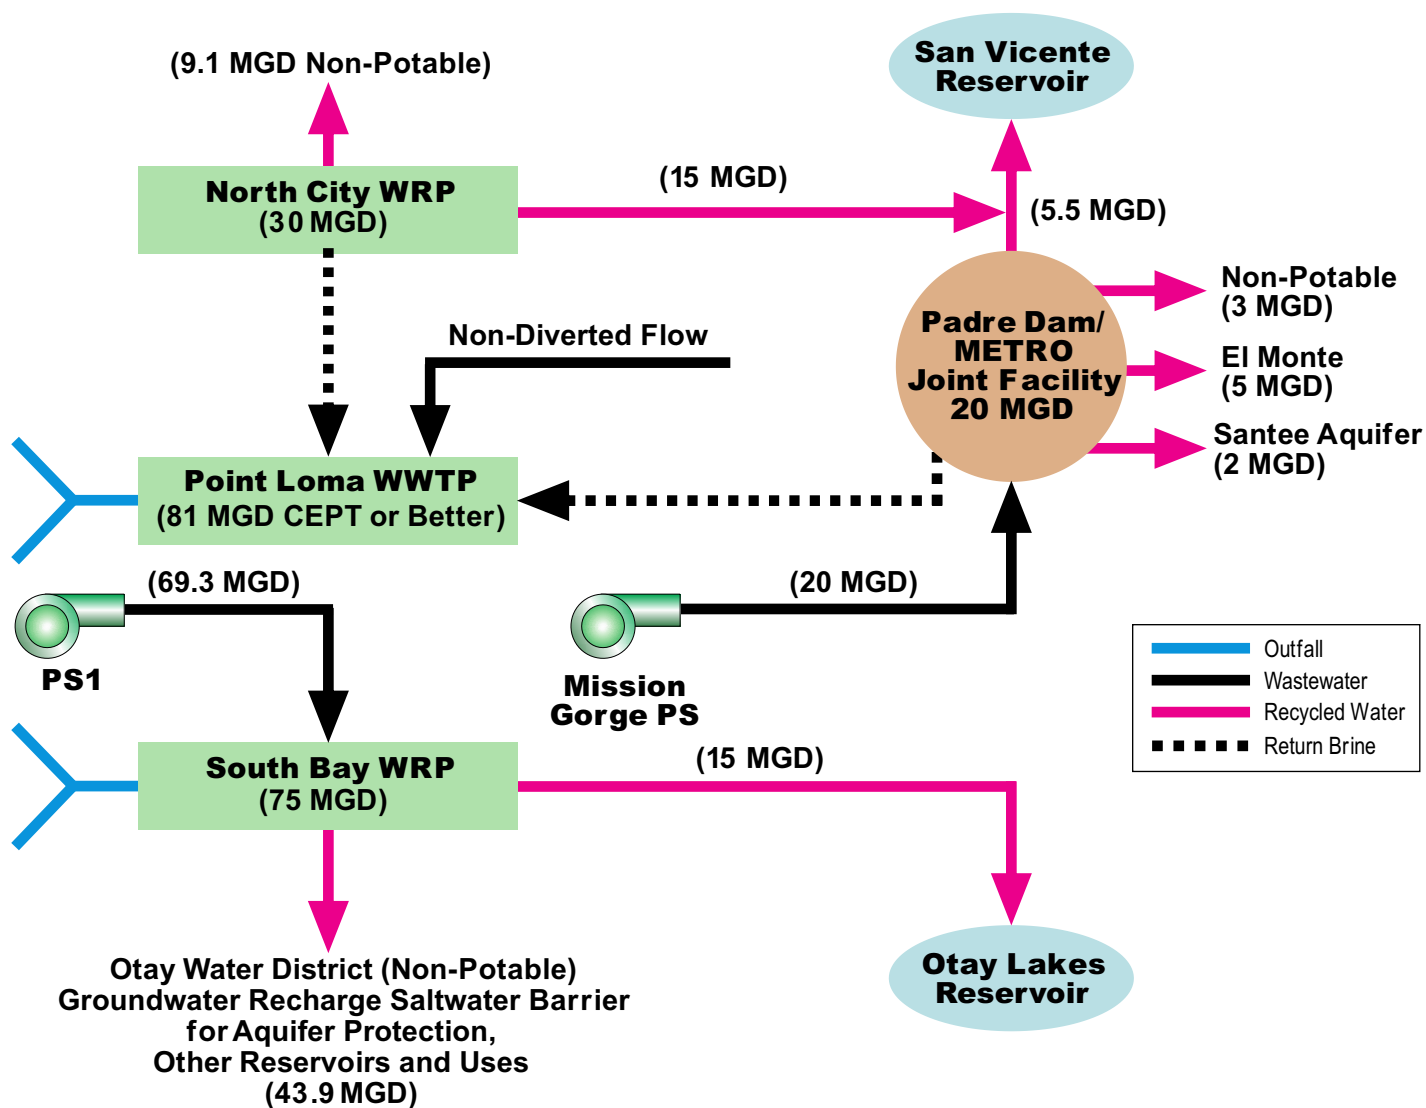 (9.1 MGD Non-Potable)
San Vicente
Reservoir
North City WRP
(30 MGD)
(15 MGD)
(5.5 MGD)
Non-Potable
(3 MGD)
Padre Dam/
METRO
Joint Facility
20 MGD
El Monte
(5 MGD)
Santee Aquifer
(2 MGD)
Non-Diverted Flow
Point Loma WWTP
(81 MGD CEPT or Better)
(69.3 MGD)
(20 MGD)
PS1
Mission
Gorge PS
Outfall
Wastewater
Recycled Water
Return Brine
South Bay WRP
(75 MGD)
(15 MGD)
Otay Water District (Non-Potable)
Groundwater Recharge Saltwater Barrier
for Aquifer Protection,
Other Reservoirs and Uses
(43.9 MGD)
Otay Lakes
Reservoir